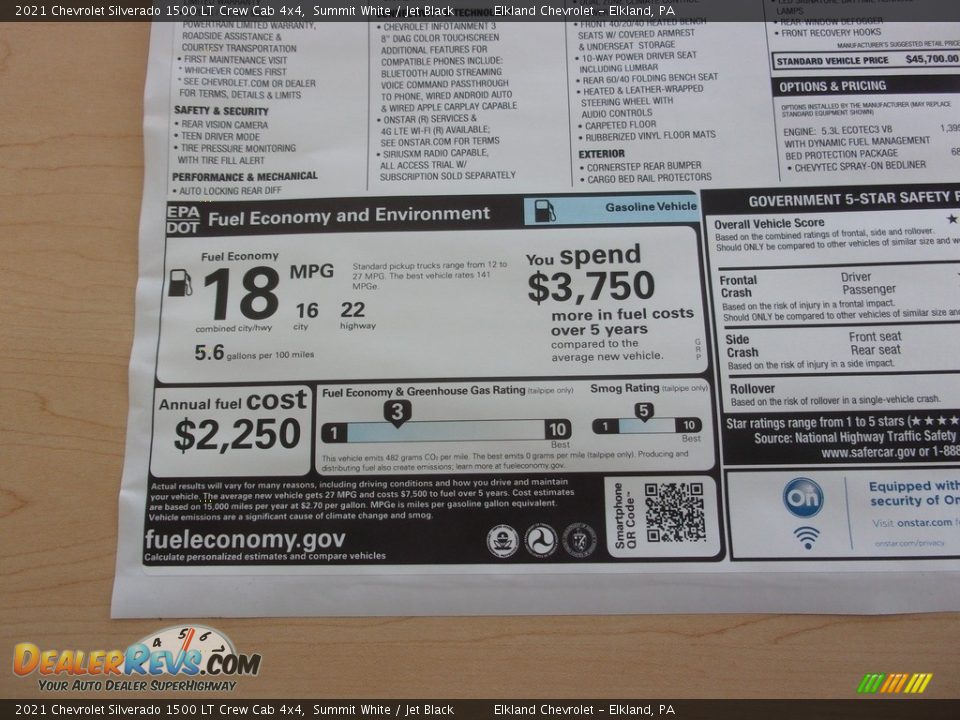 2021 Chevrolet Silverado 1500 LT Crew Cab 4x4,  Summit White / Jet Black          Elkland Chevrolet – Elkland, PA
POWERTRAIN LIMITED WARRANTY,
ROADSIDE ASSISTANCE &
COURTESY TRANSPORTATION
• FIRST MAINTENANCE VISIT
* WHICHEVER COMES FIRST
* SEE CHEVROLET.COM OR DEALER
FOR TERMS, DETAILS & LIMITS
SAFETY & SECURITY
• REAR VISION CAMERA
• TEEN DRIVER MODE
• TIRE PRESSURE MONITORING
WITH TIRE FILL ALERT
PERFORMANCE & MECHANICAL
• AUTO LOCKING REAR DIFF
• CHEVROLET INFOTAINMENT 3
8" DIAG COLOR TOUCHSCREEN
ADDITIONAL FEATURES FOR
COMPATIBLE PHONES INCLUDE:
BLUETOOTH AUDIO STREAMING
VOICE COMMAND PASSTHROUGH
TO PHONE, WIRED ANDROID AUTO
& WIRED APPLE CARPLAY CAPABLE
• ONSTAR (R) SERVICES &
4G LTE WI-FI (R) AVAILABLE;
SEE ONSTAR.COM FOR TERMS
• SIRIUSXM RADIO CAPABLE,
ALL ACCESS TRIAL W/
SUBSCRIPTION SOLD SEPARATELY
• FRONT 40/20/40 HEATED BENCH
SEATS W/ COVERED ARMREST
& UNDERSEAT STORAGE
• 10-WAY POWER DRIVER SEAT
INCLUDING LUMBAR
• REAR 60/40 FOLDING BENCH SEAT
• HEATED & LEATHER-WRAPPED
STEERING WHEEL WITH
AUDIO CONTROLS
• CARPETED FLOOR
• RUBBERIZED VINYL FLOOR MATS
EXTERIOR
• CORNERSTEP REAR BUMPER
• CARGO BED RAIL PROTECTORS
LAMPS
• REAR WINDOW DEFOGGER
• FRONT RECOVERY HOOKS
MANUFACTURER'S SUGGESTED RETAIL PRICE
STANDARD VEHICLE PRICE $45,700.00
OPTIONS & PRICING
OPTIONS INSTALLED BY THE MANUFACTURER (MAY REPLACE
STANDARD EQUIPMENT SHOWN)
ENGINE: 5.3L ECOTEC3 V8
WITH DYNAMIC FUEL MANAGEMENT
BED PROTECTION PACKAGE
• CHEVYTEC SPRAY-ON BEDLINER
EPA
DOT
Fuel Economy and Environment
Gasoline Vehicle
Fuel Economy
18 MPG
16 22
combined city/hwy city highway
5.6 gallons per 100 miles
Standard pickup trucks range from 12 to
27 MPG. The best vehicle rates 141
MPGe.
You spend
$3,750
more in fuel costs
over 5 years
compared to the
average new vehicle.
G
R
P
Annual fuel cost
$2,250
Fuel Economy & Greenhouse Gas Rating (tailpipe only)
3
1 10
Best
Smog Rating (tailpipe only)
5
1 10
Best
This vehicle emits 482 grams CO2 per mile. The best emits 0 grams per mile (tailpipe only). Producing and
distributing fuel also create emissions; learn more at fueleconomy.gov.
Actual results will vary for many reasons, including driving conditions and how you drive and maintain
your vehicle. The average new vehicle gets 27 MPG and costs $7,500 to fuel over 5 years. Cost estimates
are based on 15,000 miles per year at $2.70 per gallon. MPGe is miles per gasoline gallon equivalent.
Vehicle emissions are a significant cause of climate change and smog.
fueleconomy.gov
Calculate personalized estimates and compare vehicles
Smartphone
QR Code™
GOVERNMENT 5-STAR SAFETY
Overall Vehicle Score ★
Based on the combined ratings of frontal, side and rollover.
Should ONLY be compared to other vehicles of similar size and
Frontal Driver
Crash Passenger
Based on the risk of injury in a frontal impact.
Should ONLY be compared to other vehicles of similar size and
Side Front seat
Crash Rear seat
Based on the risk of injury in a side impact.
Rollover
Based on the risk of rollover in a single-vehicle crash.
Star ratings range from 1 to 5 stars (★★★★
Source: National Highway Traffic Safety
www.safercar.gov or 1-888
On
Equipped with
security of
Visit onstar.com
onstar.com/privacy
DEALERREVS.COM
YOUR AUTO DEALER SUPERHIGHWAY
4 5 6
2021 Chevrolet Silverado 1500 LT Crew Cab 4x4,  Summit White / Jet Black          Elkland Chevrolet – Elkland, PA